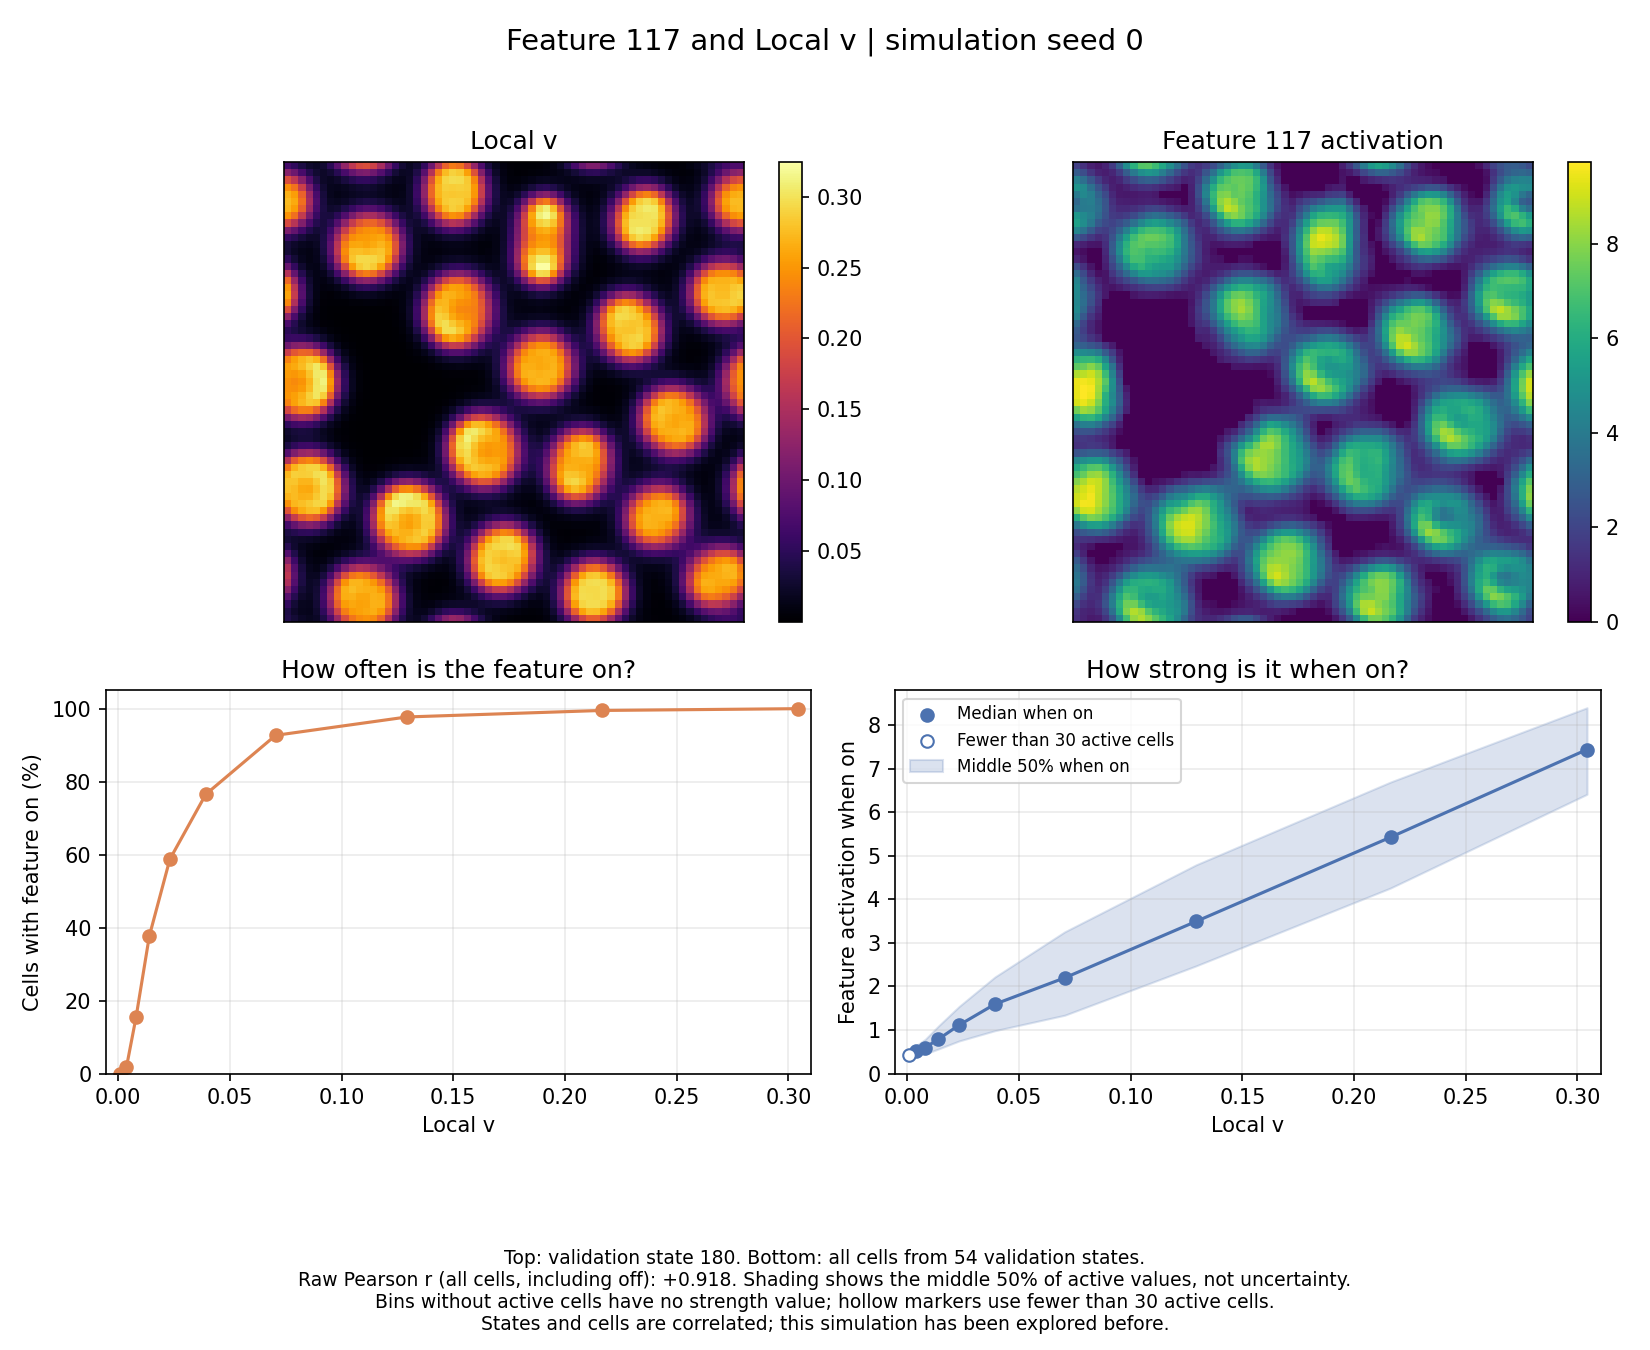 Feature 117 and Local v | simulation seed 0
Local v
Feature 117 activation
0.30
0.25
0.20
0.15
0.10
0.05
8
6
4
2
0
How often is the feature on?
How strong is it when on?
Cells with feature on (%)
100
80
60
40
20
0
0.00 0.05 0.10 0.15 0.20 0.25 0.30
Local v
Feature activation when on
8
7
6
5
4
3
2
1
0
Median when on
Fewer than 30 active cells
Middle 50% when on
0.00 0.05 0.10 0.15 0.20 0.25 0.30
Local v
Top: validation state 180. Bottom: all cells from 54 validation states.
Raw Pearson r (all cells, including off): +0.918. Shading shows the middle 50% of active values, not uncertainty.
Bins without active cells have no strength value; hollow markers use fewer than 30 active cells.
States and cells are correlated; this simulation has been explored before.